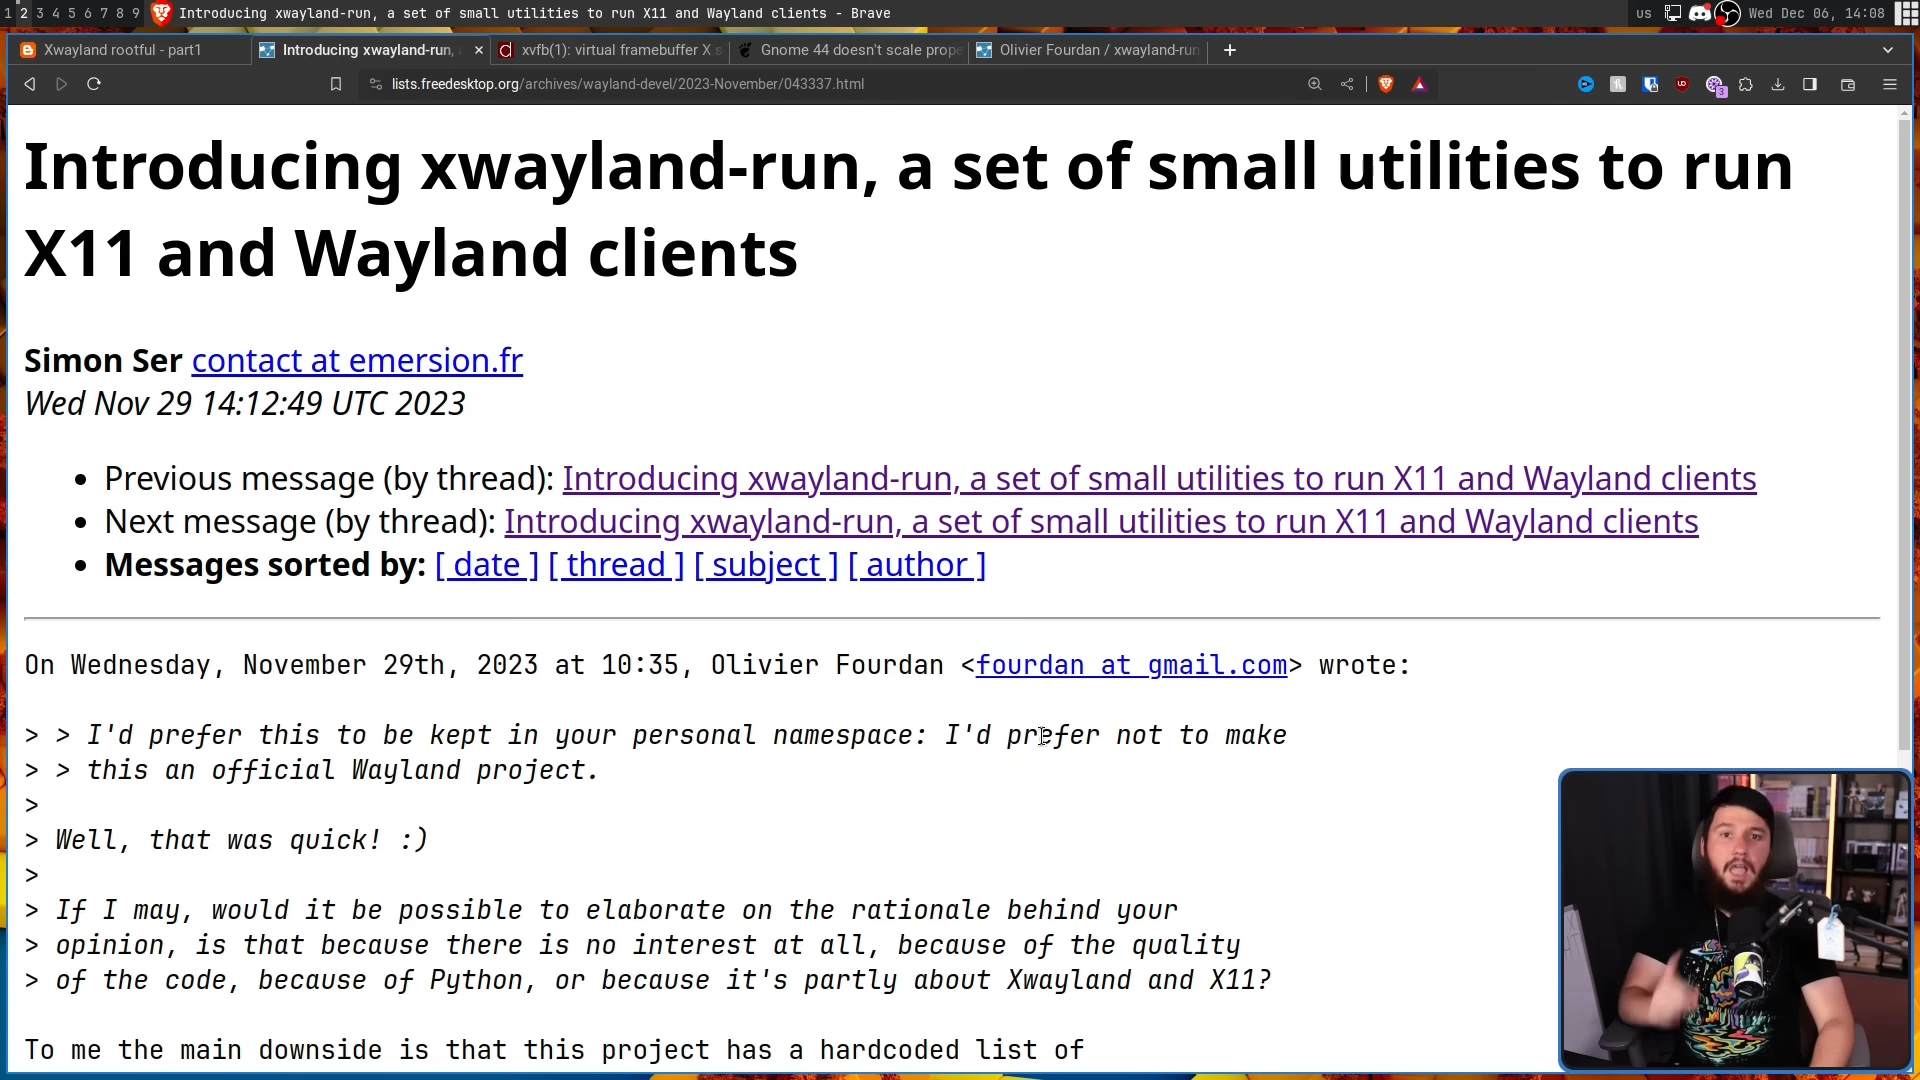 1 2 3 4 5 6 7 8 9 Introducing xwayland-run, a set of small utilities to run X11 and Wayland clients - Brave
us Wed Dec 06, 14:08
Xwayland rootful - part1
Introducing xwayland-run,
xvfb(1): virtual framebuffer X s
Gnome 44 doesn't scale prope
Olivier Fourdan / xwayland-run
lists.freedesktop.org/archives/wayland-devel/2023-November/043337.html
3
Introducing xwayland-run, a set of small utilities to run
X11 and Wayland clients
Simon Ser contact at emersion.fr
Wed Nov 29 14:12:49 UTC 2023
• Previous message (by thread): Introducing xwayland-run, a set of small utilities to run X11 and Wayland clients
• Next message (by thread): Introducing xwayland-run, a set of small utilities to run X11 and Wayland clients
• Messages sorted by: [ date ] [ thread ] [ subject ] [ author ]
On Wednesday, November 29th, 2023 at 10:35, Olivier Fourdan <fourdan at gmail.com> wrote:
> > I'd prefer this to be kept in your personal namespace: I'd prefer not to make
> > this an official Wayland project.
>
> Well, that was quick! :)
>
> If I may, would it be possible to elaborate on the rationale behind your
> opinion, is that because there is no interest at all, because of the quality
> of the code, because of Python, or because it's partly about Xwayland and X11?
To me the main downside is that this project has a hardcoded list of